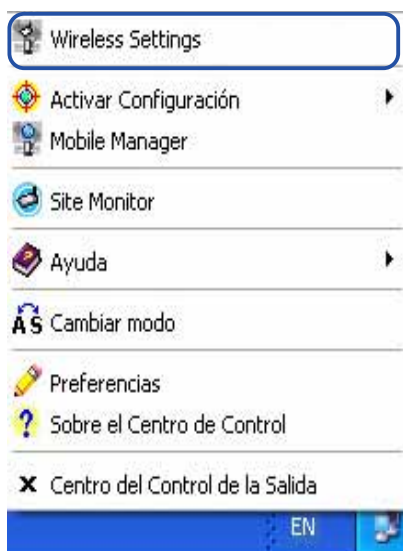 Wireless Settings
Activar Configuración
Mobile Manager
Site Monitor
Ayuda
ÂS Cambiar modo
Preferencias
? Sobre el Centro de Control
x Centro del Control de la Salida
EN